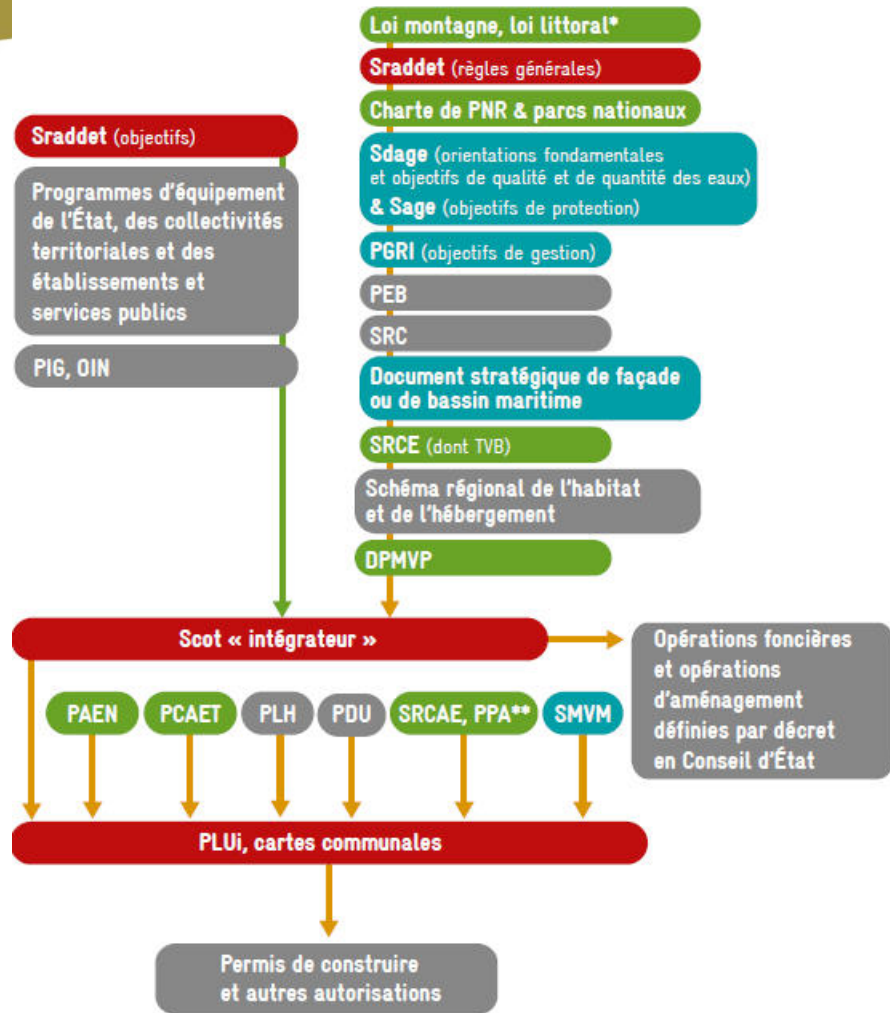 Loi montagne, loi littoral*
Sraddet (règles générales)
Charte de PNR & parcs nationaux
Sdage (orientations fondamentales
et objectifs de qualité et de quantité des eaux)
& Sage (objectifs de protection)
PGRI (objectifs de gestion)
PEB
SRC
Document stratégique de façade
ou de bassin maritime
SRCE (dont TVB)
Schéma régional de l'habitat
et de l'hébergement
DPMVP
Sraddet (objectifs)
Programmes d'équipement
de l'État, des collectivités
territoriales et des
établissements et
services publics
PIG, OIN
Scot « intégrateur »
Opérations foncières
et opérations
d'aménagement
définies par décret
en Conseil d'État
PAEN
PCAET
PLH
PDU
SRCAE, PPA**
SMVM
PLUi, cartes communales
Permis de construire
et autres autorisations